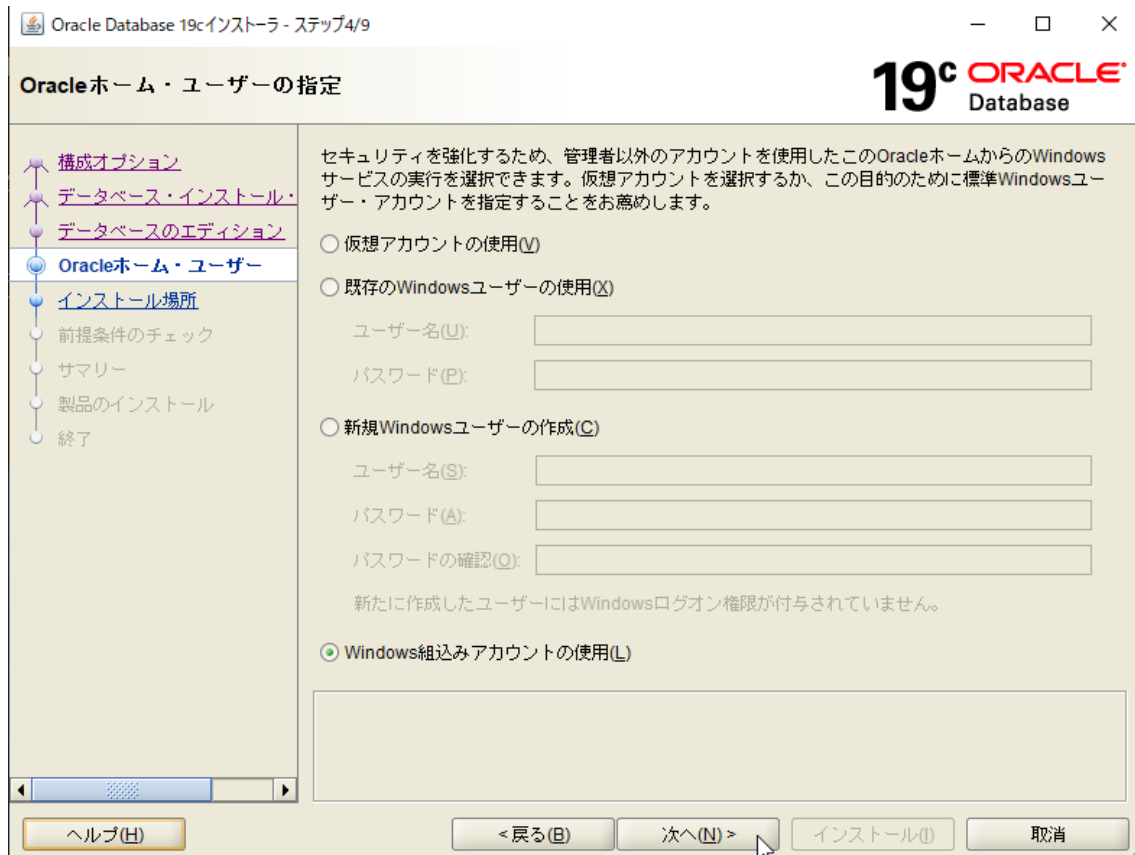 Oracle Database 19cインストーラ - ステップ4/9
Oracleホーム・ユーザーの指定
19c ORACLE
Database
構成オプション
データベース・インストール・
データベースのエディション
Oracleホーム・ユーザー
インストール場所
前提条件のチェック
サマリー
製品のインストール
終了
セキュリティを強化するため、管理者以外のアカウントを使用したこのOracleホームからのWindows
サービスの実行を選択できます。仮想アカウントを選択するか、この目的のために標準Windowsユー
ザー・アカウントを指定することをお薦めします。
仮想アカウントの使用(V)
既存のWindowsユーザーの使用(X)
ユーザー名(U):
パスワード(P):
新規Windowsユーザーの作成(C)
ユーザー名(S):
パスワード(A):
パスワードの確認(O):
新たに作成したユーザーにはWindowsログオン権限が付与されていません。
Windows組込みアカウントの使用(L)
ヘルプ(H)
<戻る(B)
次へ(N)>
インストール(I)
取消